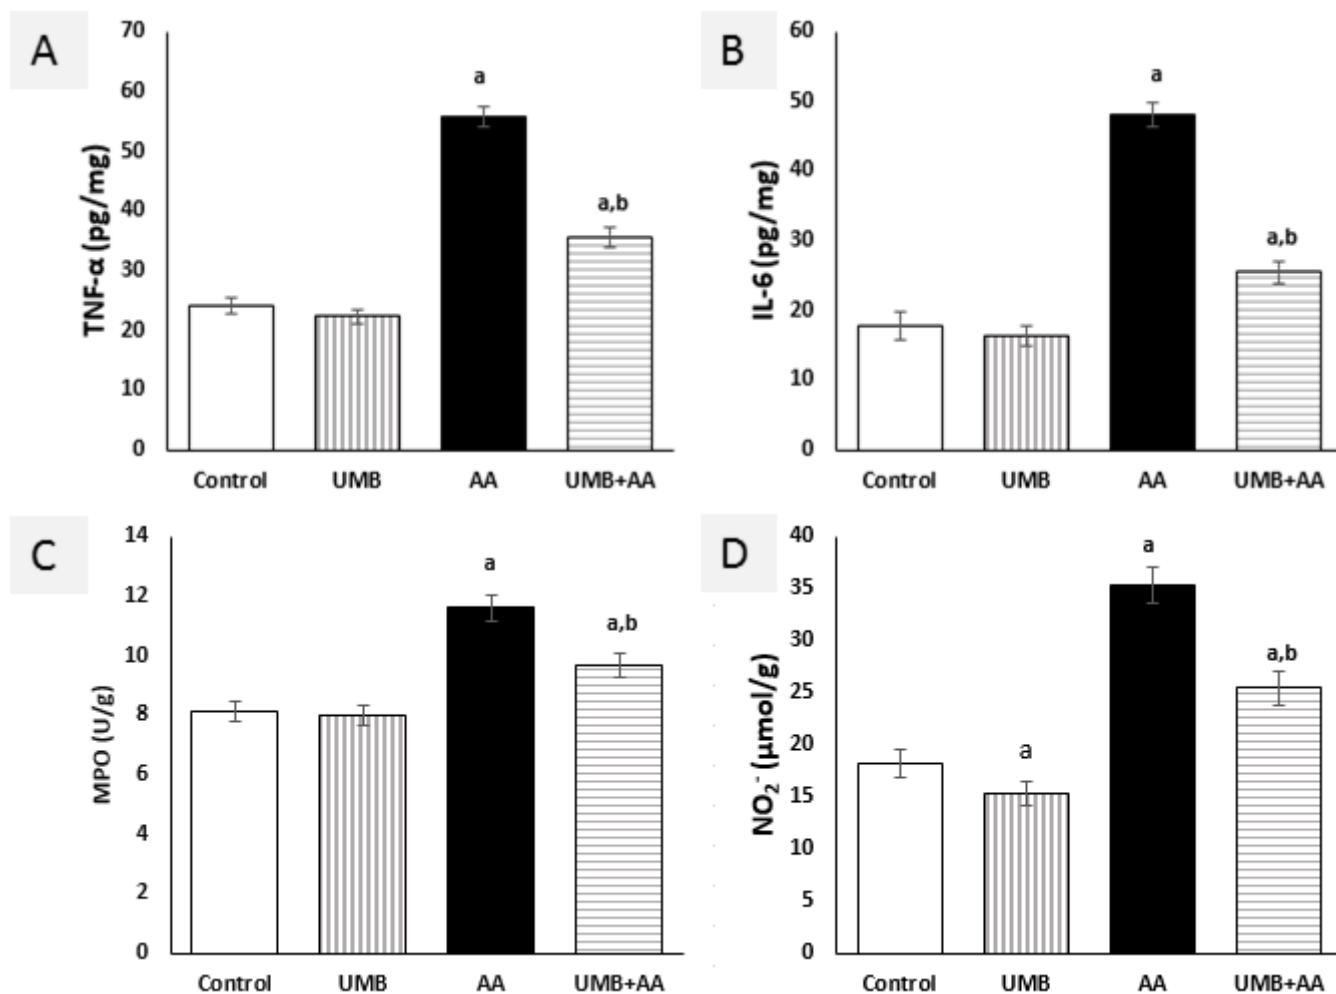 A
TNF-α (pg/mg)
70
60
50
40
30
20
10
0
a
a,b
Control UMB AA UMB+AA
B
IL-6 (pg/mg)
60
50
40
30
20
10
0
a
a,b
Control UMB AA UMB+AA
C
MPO (U/g)
14
12
10
8
6
4
2
0
a
a,b
Control UMB AA UMB+AA
D
NO₂⁻ (µmol/g)
40
35
30
25
20
15
10
5
0
a
a
a,b
Control UMB AA UMB+AA